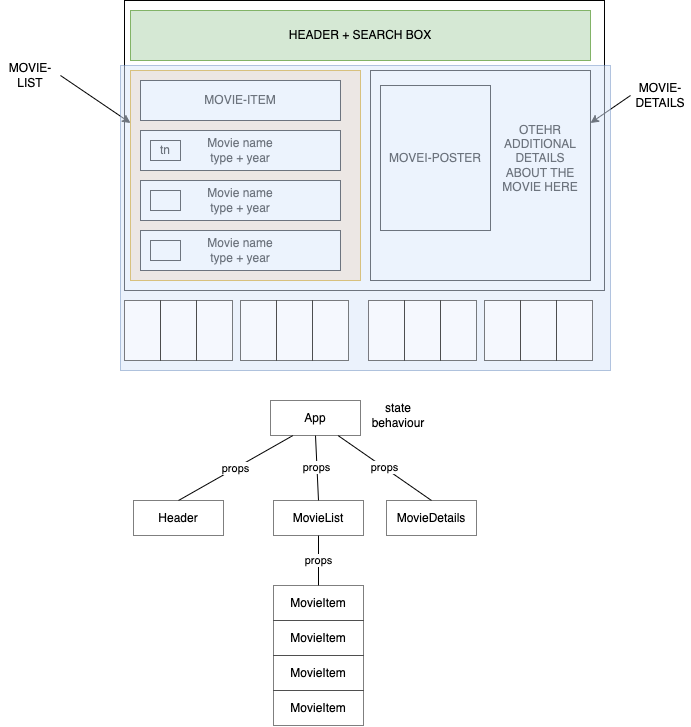 HEADER + SEARCH BOX
MOVIE-
LIST
MOVIE-
DETAILS
MOVIE-ITEM
tn
Movie name
type + year
Movie name
type + year
Movie name
type + year
MOVEI-POSTER
OTEHR
ADDITIONAL
DETAILS
ABOUT THE
MOVIE HERE
App
state
behaviour
props
props
props
Header
MovieList
MovieDetails
props
MovieItem
MovieItem
MovieItem
MovieItem